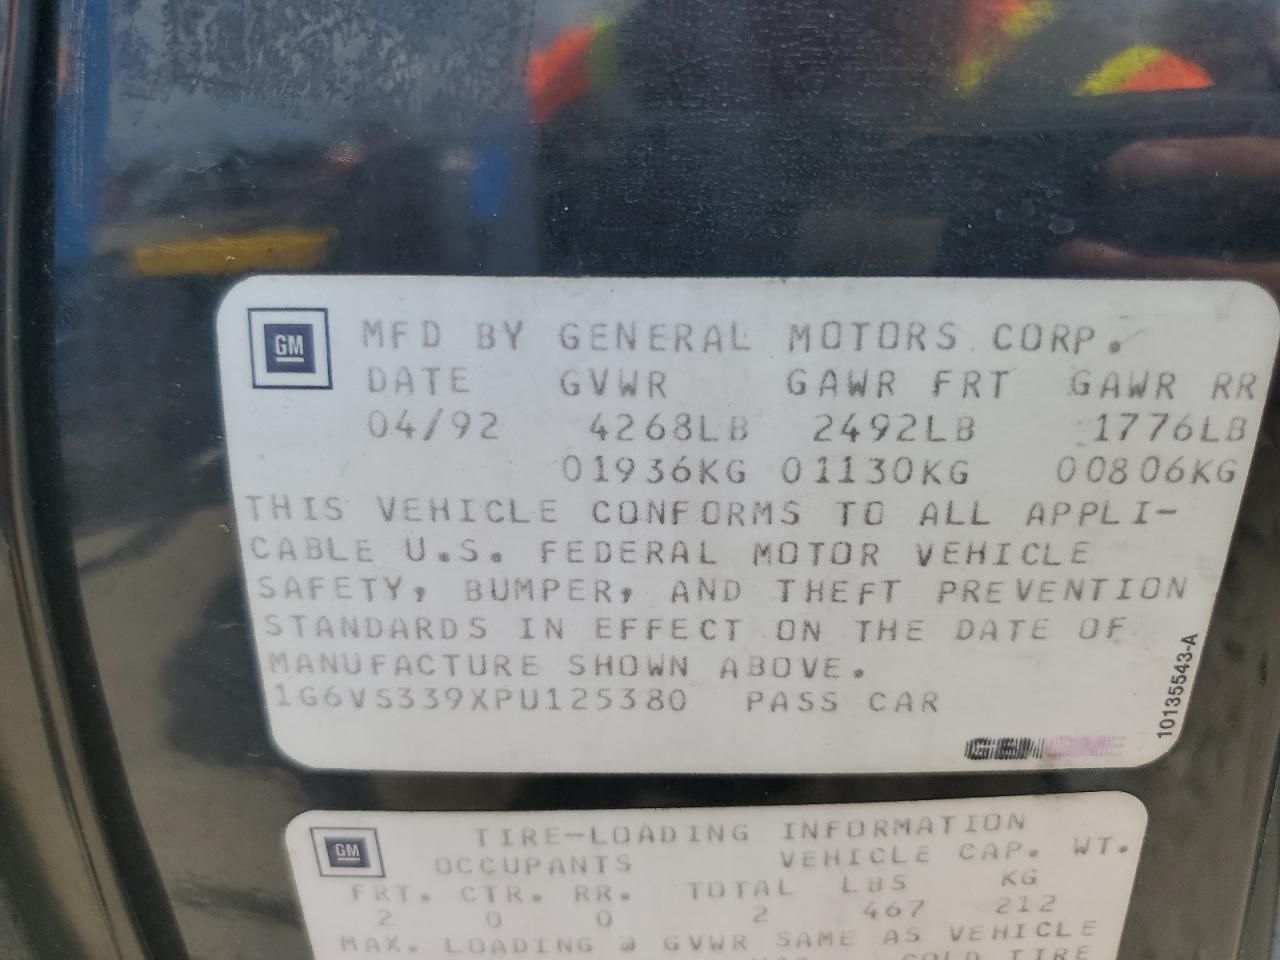 GM
MFD BY GENERAL MOTORS CORP.
DATE GVWR GAWR FRT GAWR RR
04/92 4268LB 2492LB 1776LB
01936KG 01130KG 00806KG
THIS VEHICLE CONFORMS TO ALL APPLI-
CABLE U.S. FEDERAL MOTOR VEHICLE
SAFETY, BUMPER, AND THEFT PREVENTION
STANDARDS IN EFFECT ON THE DATE OF
MANUFACTURE SHOWN ABOVE.
1G6VS339XPU125380 PASS CAR
10135543-A
GM
TIRE-LOADING INFORMATION
OCCUPANTS VEHICLE CAP. WT.
FRT. CTR. RR. TOTAL LBS KG
2 0 0 2 467 212
MAX. LOADING @ GVWR SAME AS VEHICLE
COLD TIRE